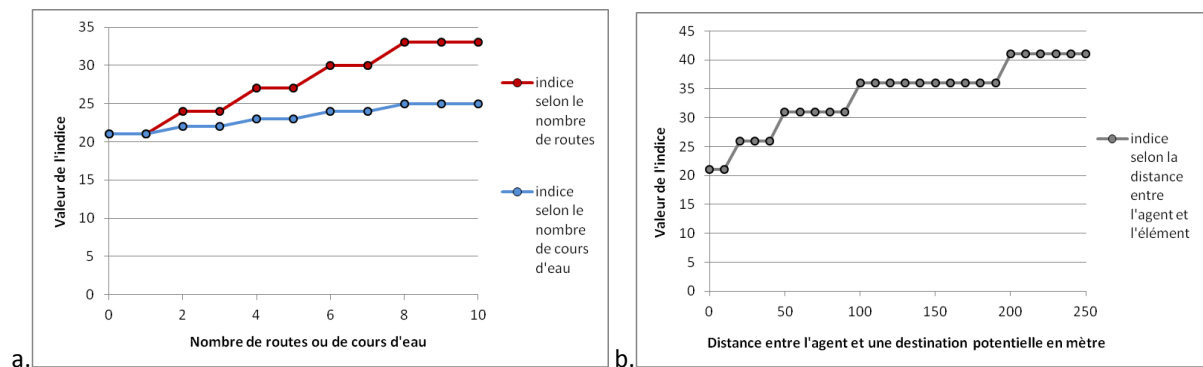 35
30
25
20
15
10
5
0
Valeur de l'indice
0 2 4 6 8 10
Nombre de routes ou de cours d'eau
indice
selon le
nombre
de routes
indice
selon le
nombre
de cours
d'eau
a.
45
40
35
30
25
20
15
10
5
0
Valeur de l'indice
0 50 100 150 200 250
Distance entre l'agent et une destination potentielle en mètre
indice
selon la
distance
entre
l'agent et
l'élément
b.